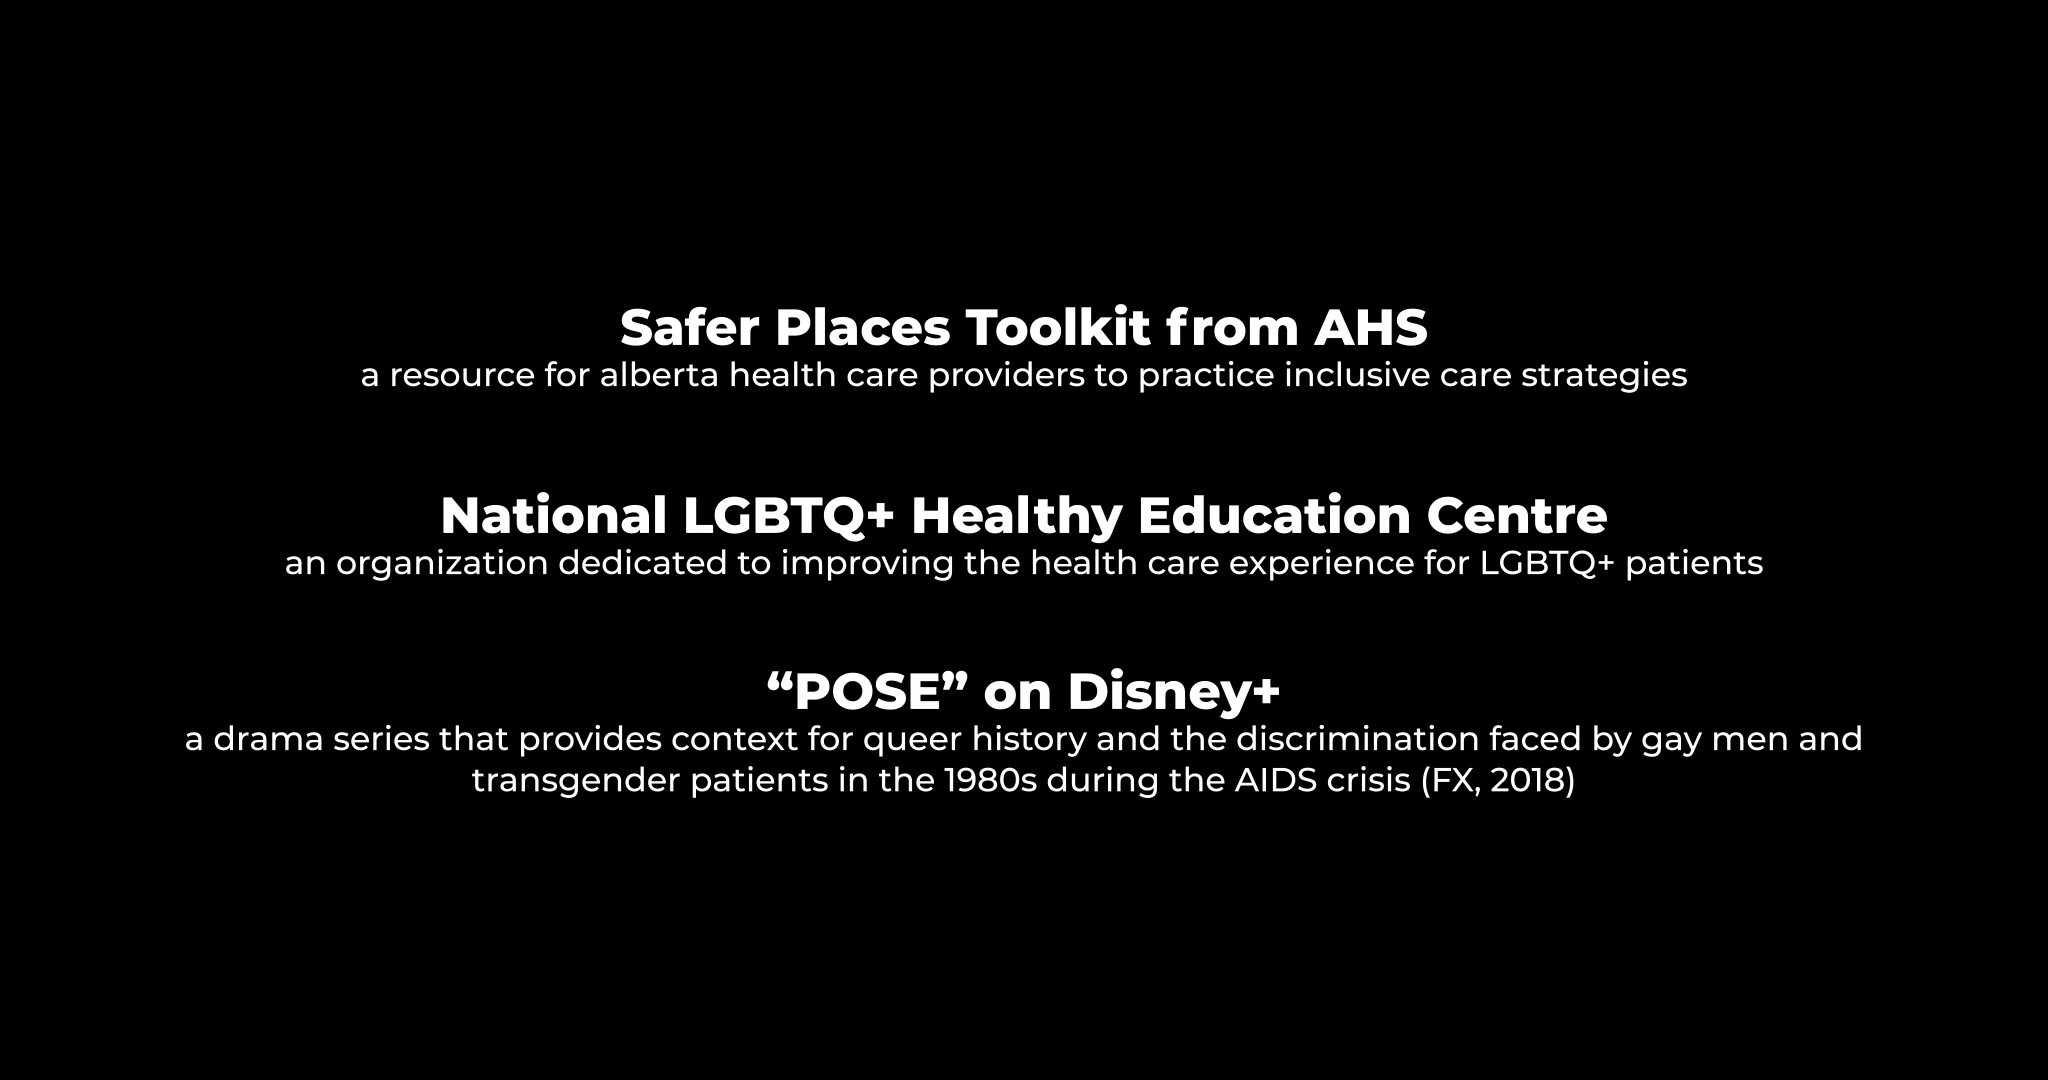 Safer Places Toolkit from AHS
a resource for alberta health care providers to practice inclusive care strategies
National LGBTQ+ Healthy Education Centre
an organization dedicated to improving the health care experience for LGBTQ+ patients
“POSE” on Disney+
a drama series that provides context for queer history and the discrimination faced by gay men and
transgender patients in the 1980s during the AIDS crisis (FX, 2018)